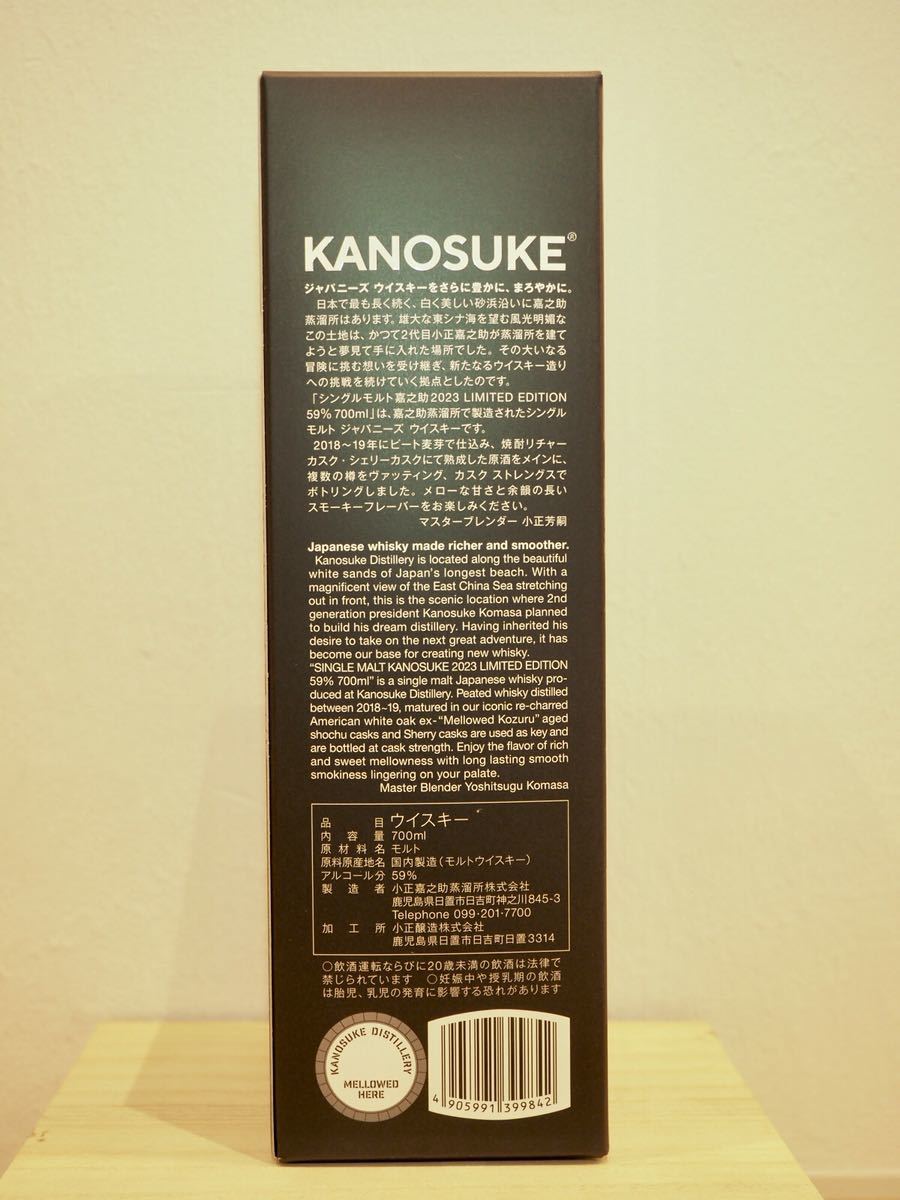 KANOSUKE®
ジャパニーズ ウイスキーをさらに豊かに、まろやかに。
日本で最も長く続く、白く美しい砂浜沿いに嘉之助
蒸溜所はあります。雄大な東シナ海を望む風光明媚な
この土地は、かつて2代目小正嘉之助が蒸溜所を建て
ようと夢見て手に入れた場所でした。その大いなる
冒険に挑む想いを受け継ぎ、新たなるウイスキー造り
への挑戦を続けていく拠点としたのです。
「シングルモルト嘉之助2023 LIMITED EDITION
59% 700ml」は、嘉之助蒸溜所で製造されたシングル
モルト ジャパニーズ ウイスキーです。
2018〜19年にピート麦芽で仕込み、焼酎リチャー
カスク・シェリーカスクにて熟成した原酒をメインに、
複数の樽をヴァッティング、カスク ストレングスで
ボトリングしました。メローな甘さと余韻の長い
スモーキーフレーバーをお楽しみください。
マスターブレンダー 小正芳嗣
Japanese whisky made richer and smoother.
Kanosuke Distillery is located along the beautiful
white sands of Japan's longest beach. With a
magnificent view of the East China Sea stretching
out in front, this is the scenic location where 2nd
generation president Kanosuke Komasa planned
to build his dream distillery. Having inherited his
desire to take on the next great adventure, it has
become our base for creating new whisky.
"SINGLE MALT KANOSUKE 2023 LIMITED EDITION
59% 700ml" is a single malt Japanese whisky pro-
duced at Kanosuke Distillery. Peated whisky distilled
between 2018~19, matured in our iconic re-charred
American white oak ex-"Mellowed Kozuru" aged
shochu casks and Sherry casks are used as key and
are bottled at cask strength. Enjoy the flavor of rich
and sweet mellowness with long lasting smooth
smokiness lingering on your palate.
Master Blender Yoshitsugu Komasa
品目 ウイスキー
内容量 700ml
原材料名 モルト
原料原産地名 国内製造（モルトウイスキー）
アルコール分 59%
製造者 小正嘉之助蒸溜所株式会社
鹿児島県日置市日吉町神之川845-3
Telephone 099·201·7700
加工所 小正醸造株式会社
鹿児島県日置市日吉町日置3314
○飲酒運転ならびに20歳未満の飲酒は法律で
禁じられています ○妊娠中や授乳期の飲酒
は胎児、乳児の発育に影響する恐れがあります
KANOSUKE DISTILLERY
MELLOWED
HERE
4 905991 399842